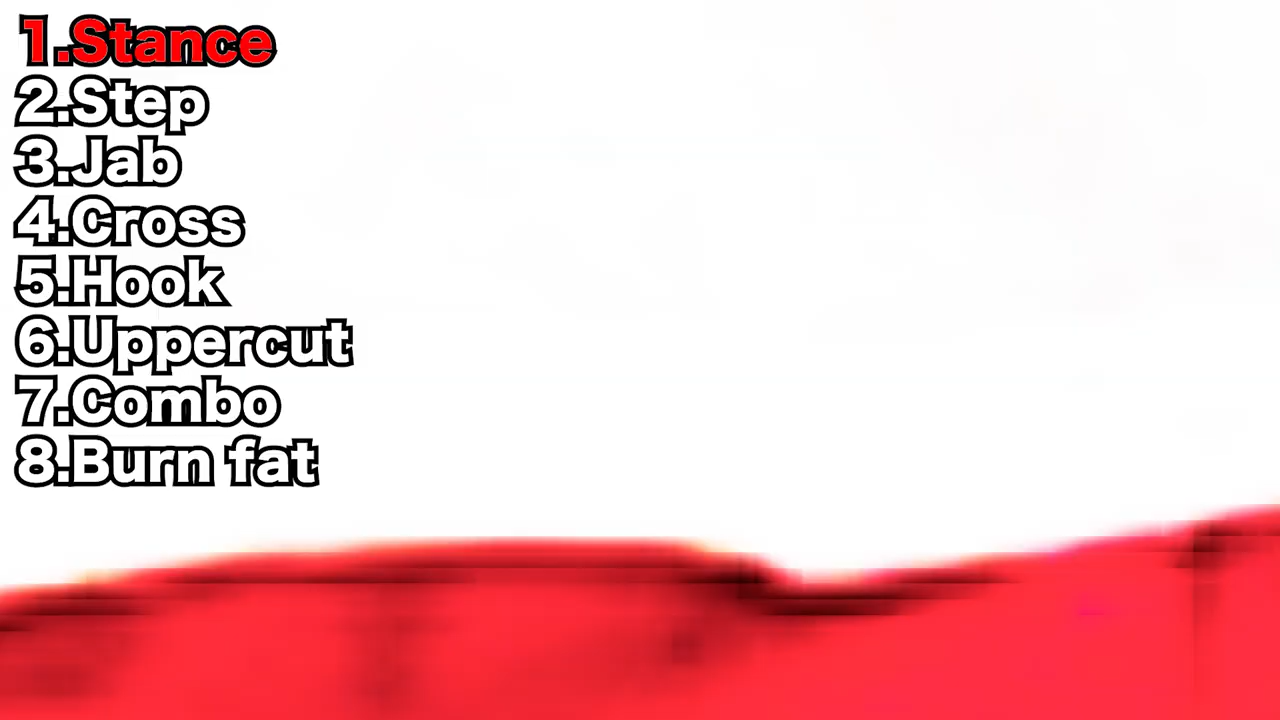 1.Stance
2.Step
3.Jab
4.Cross
5.Hook
6.Uppercut
7.Combo
8.Burn fat